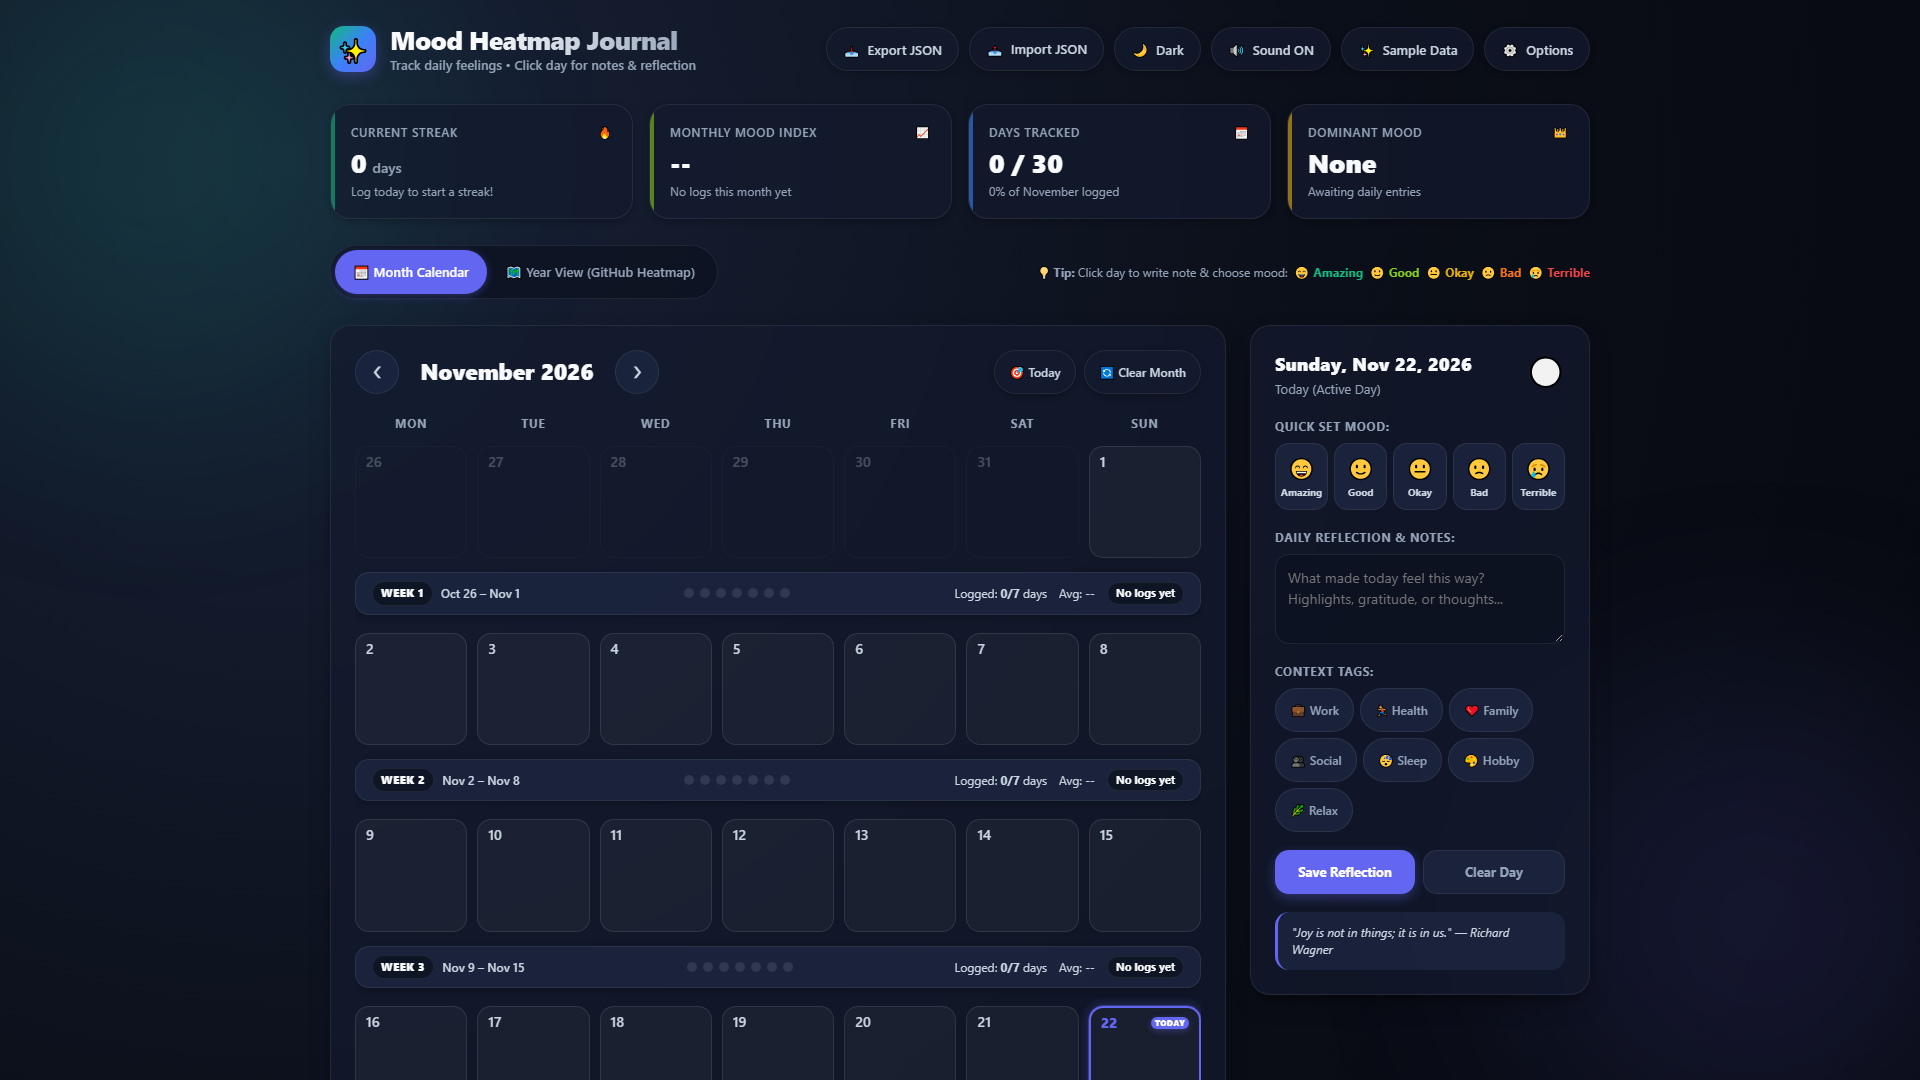 Mood Heatmap Journal
Track daily feelings • Click day for notes & reflection
Export JSON
Import JSON
Dark
Sound ON
Sample Data
Options
CURRENT STREAK
0 days
Log today to start a streak!
MONTHLY MOOD INDEX
--
No logs this month yet
DAYS TRACKED
0 / 30
0% of November logged
DOMINANT MOOD
None
Awaiting daily entries
Month Calendar
Year View (GitHub Heatmap)
Tip: Click day to write note & choose mood: Amazing Good Okay Bad Terrible
November 2026
Today
Clear Month
MON TUE WED THU FRI SAT SUN
26 27 28 29 30 31 1
WEEK 1 Oct 26 – Nov 1 Logged: 0/7 days Avg: -- No logs yet
2 3 4 5 6 7 8
WEEK 2 Nov 2 – Nov 8 Logged: 0/7 days Avg: -- No logs yet
9 10 11 12 13 14 15
WEEK 3 Nov 9 – Nov 15 Logged: 0/7 days Avg: -- No logs yet
16 17 18 19 20 21 22 TODAY
Sunday, Nov 22, 2026
Today (Active Day)
QUICK SET MOOD:
Amazing Good Okay Bad Terrible
DAILY REFLECTION & NOTES:
What made today feel this way?
Highlights, gratitude, or thoughts...
CONTEXT TAGS:
Work Health Family
Social Sleep Hobby
Relax
Save Reflection
Clear Day
"Joy is not in things; it is in us." — Richard
Wagner